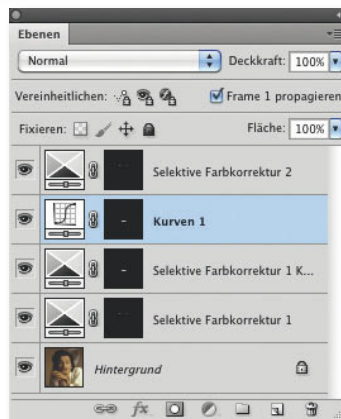 Ebenen
Normal Deckkraft: 100%
Vereinheitlichen: Frame 1 propagieren
Fixieren: Fläche: 100%
Selektive Farbkorrektur 2
Kurven 1
Selektive Farbkorrektur 1 K...
Selektive Farbkorrektur 1
Hintergrund
fx